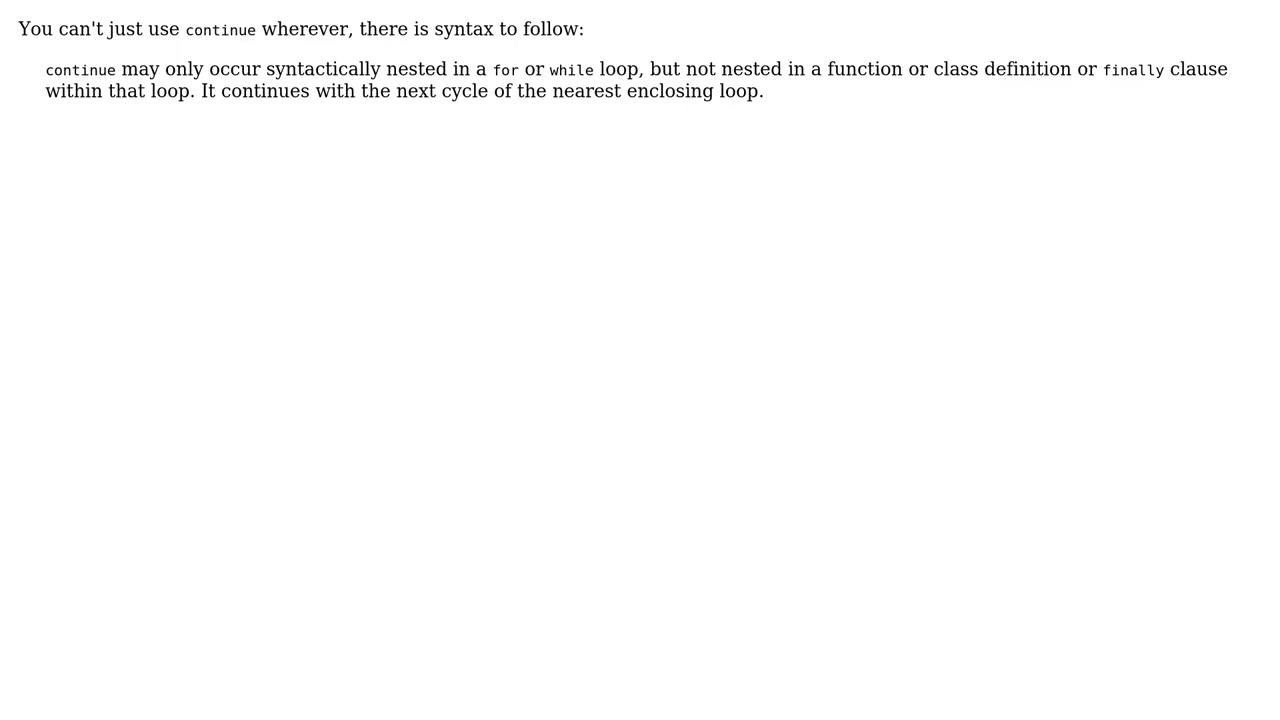 You can't just use continue wherever, there is syntax to follow:
continue may only occur syntactically nested in a for or while loop, but not nested in a function or class definition or finally clause
within that loop. It continues with the next cycle of the nearest enclosing loop.